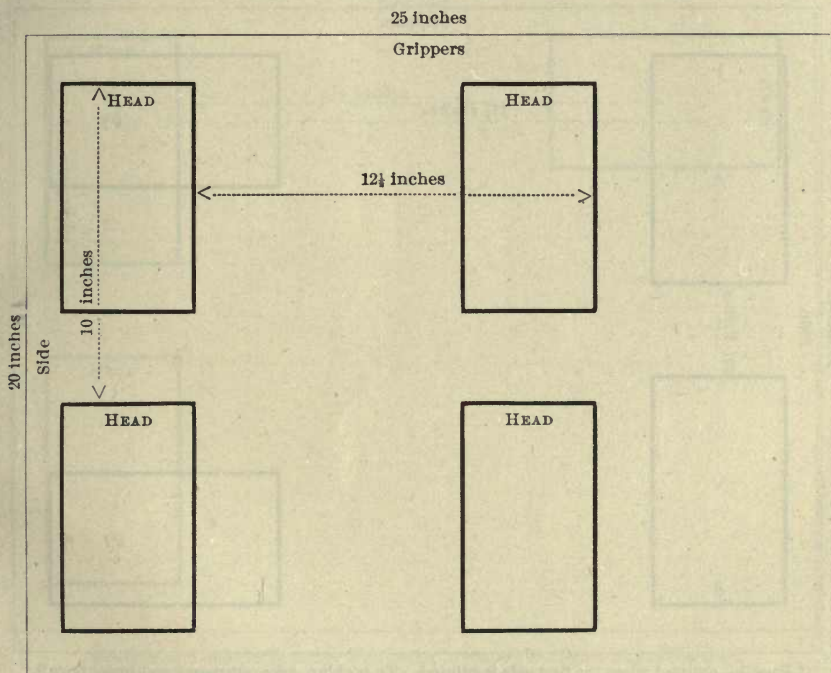 25 inches
Grippers
HEAD
HEAD
12½ inches
10 inches
20 inches
Side
HEAD
HEAD